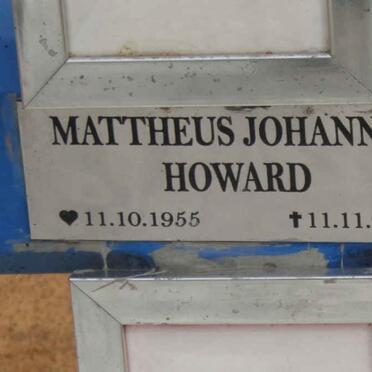 MATTHEUS JOHANN
HOWARD
♥ 11.10.1955 ✝ 11.11.